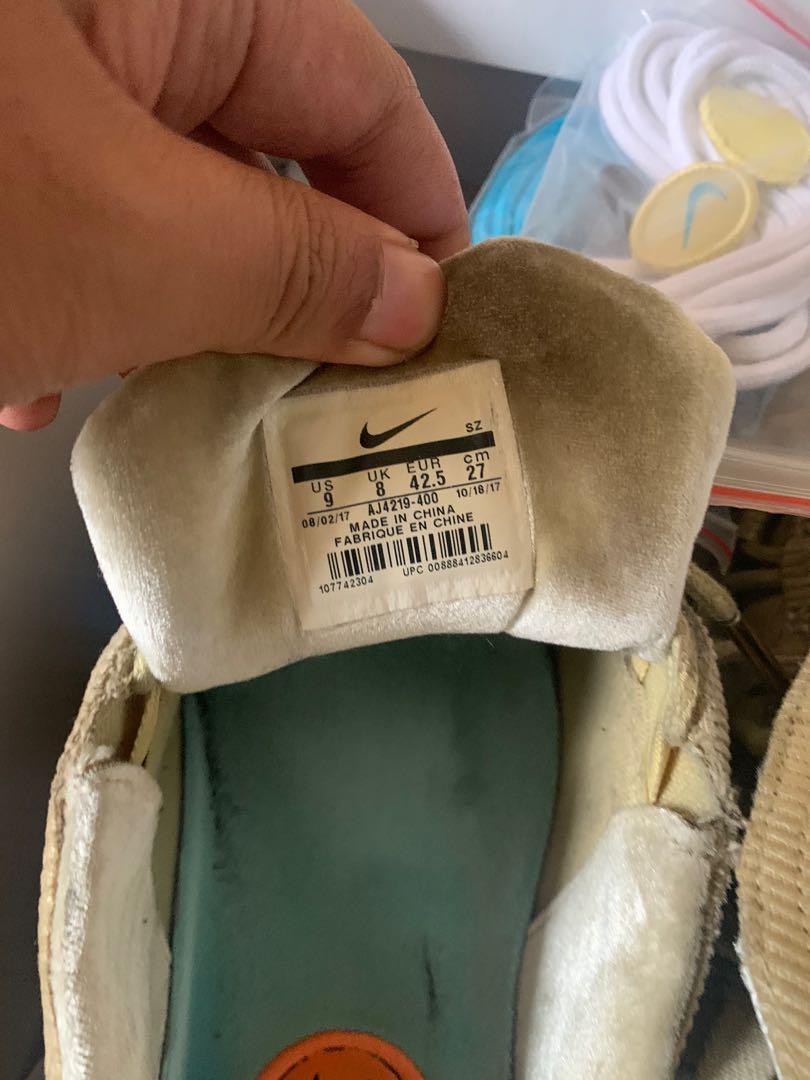 SZ
US UK EUR cm
9 8 42.5 27
08/02/17 AJ4219-400 10/18/17
MADE IN CHINA
FABRIQUE EN CHINE
107742304 UPC 00888412836604